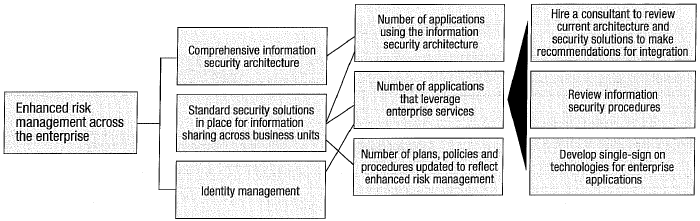 Enhanced risk
management across
the enterprise
Comprehensive information
security architecture
Standard security solutions
in place for information
sharing across business units
Identity management
Number of applications
using the information
security architecture
Number of applications
that leverage
enterprise services
Number of plans, policies and
procedures updated to reflect
enhanced risk management
Hire a consultant to review
current architecture and
security solutions to make
recommendations for integration
Review information
security procedures
Develop single-sign on
technologies for enterprise
applications